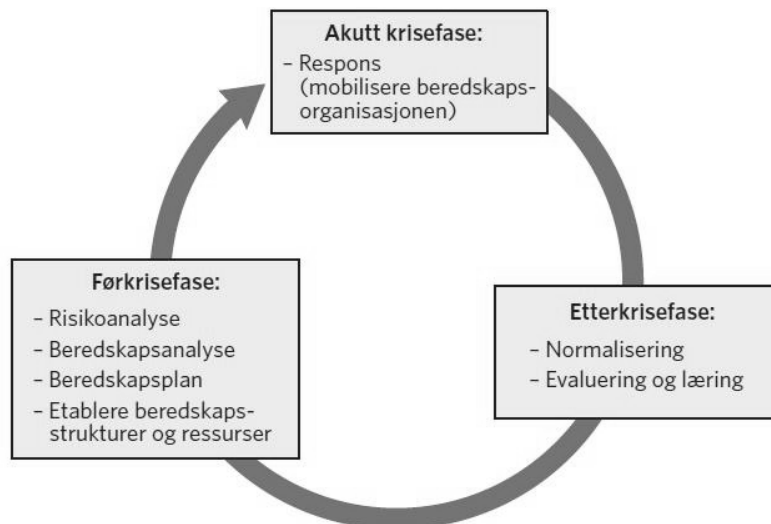 Akutt krisefase:
– Respons
(mobilisere beredskaps-
organisasjonen)
Førkrisefase:
– Risikoanalyse
– Beredskapsanalyse
– Beredskapsplan
– Etablere beredskaps-
strukturer og ressurser
Etterkrisefase:
– Normalisering
– Evaluering og læring